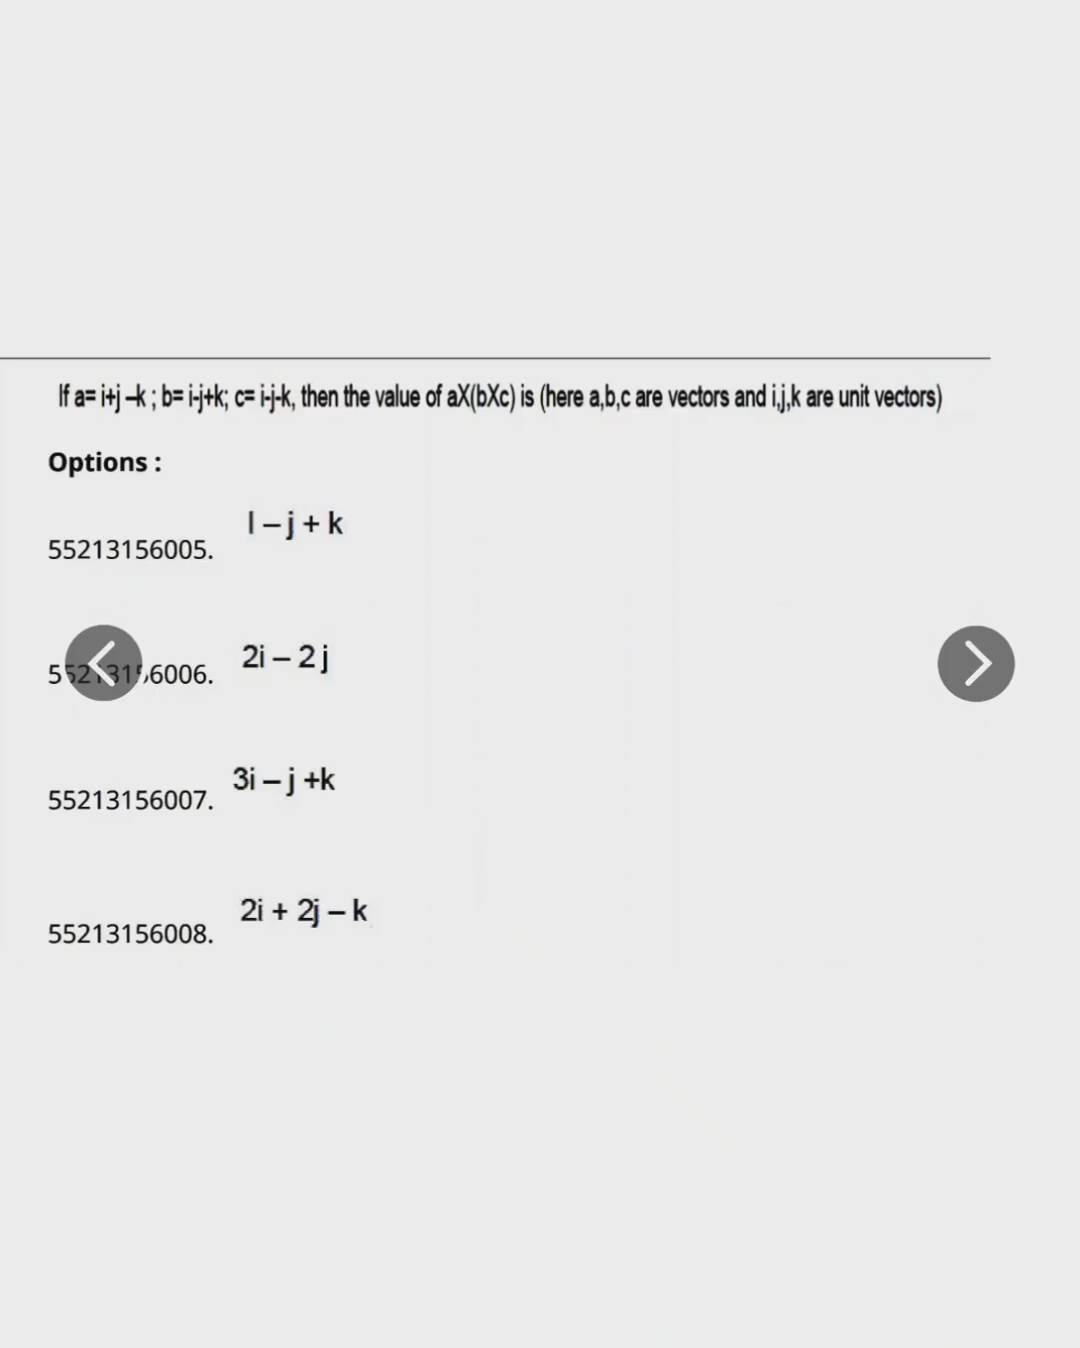 If a= i+j –k ; b= i-j+k; c= i-j-k, then the value of aX(bXc) is (here a,b,c are vectors and i,j,k are unit vectors)
Options :
55213156005. I – j + k
55213156006. 2i – 2 j
55213156007. 3i – j +k
55213156008. 2i + 2j – k